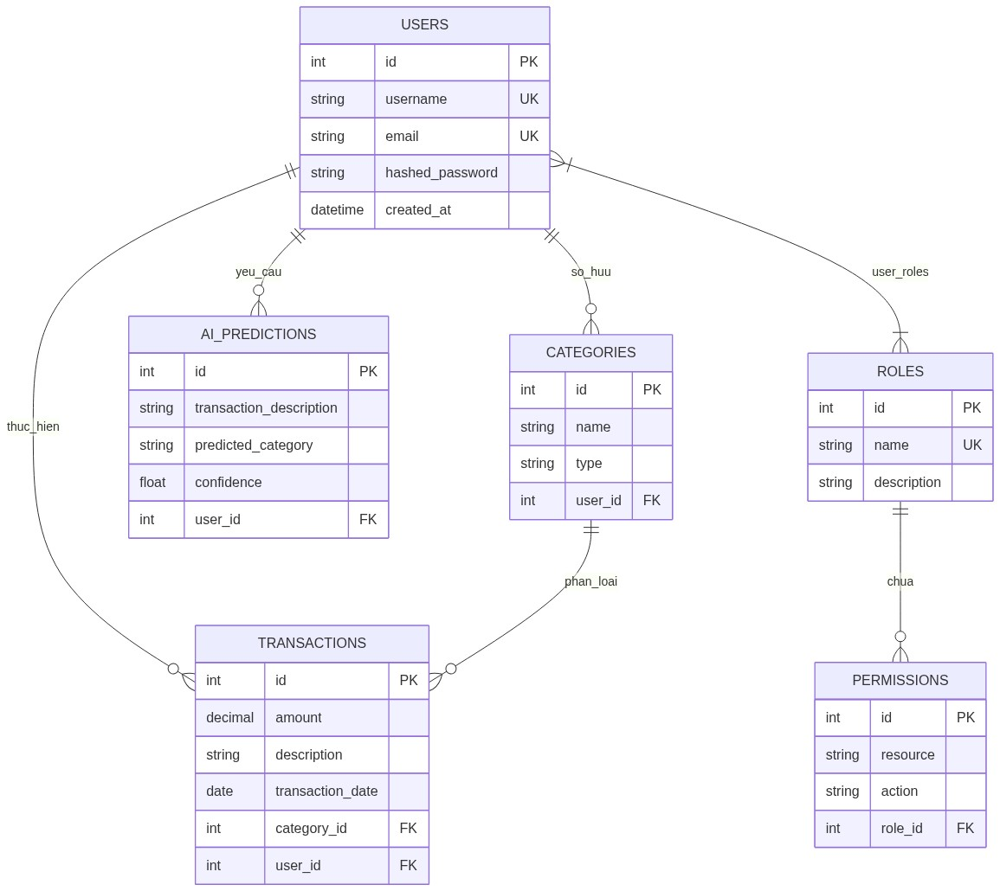 USERS
int id PK
string username UK
string email UK
string hashed_password
datetime created_at
yeu_cau
so_huu
user_roles
thuc_hien
AI_PREDICTIONS
int id PK
string transaction_description
string predicted_category
float confidence
int user_id FK
CATEGORIES
int id PK
string name
string type
int user_id FK
ROLES
int id PK
string name UK
string description
phan_loai
chua
TRANSACTIONS
int id PK
decimal amount
string description
date transaction_date
int category_id FK
int user_id FK
PERMISSIONS
int id PK
string resource
string action
int role_id FK